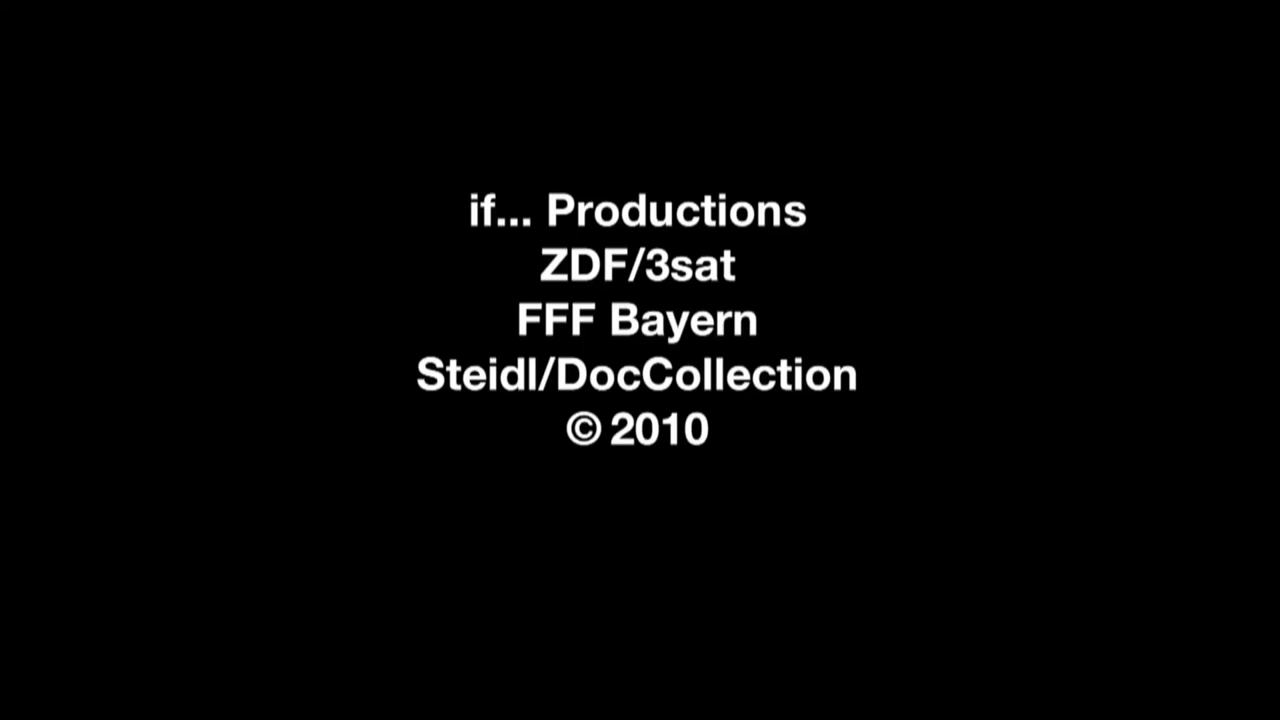 if... Productions
ZDF/3sat
FFF Bayern
Steidl/DocCollection
© 2010